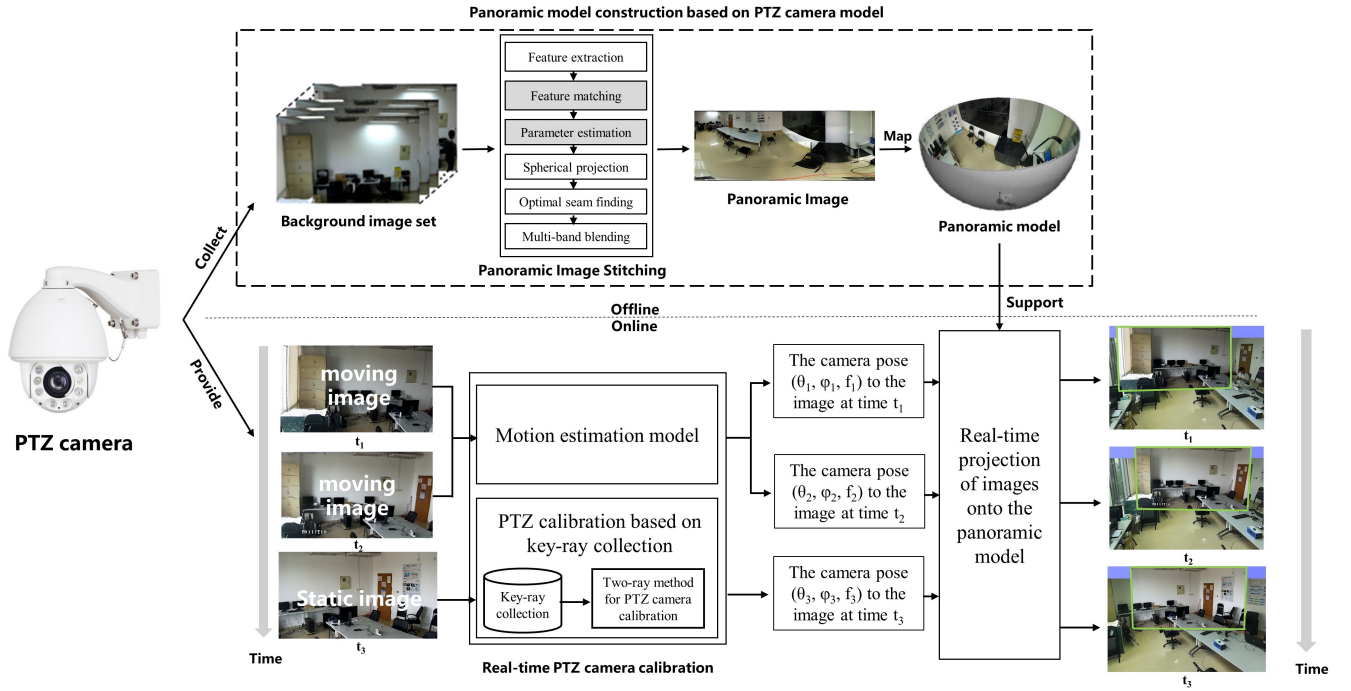 Panoramic model construction based on PTZ camera model
Feature extraction
Feature matching
Parameter estimation
Spherical projection
Optimal seam finding
Multi-band blending
Panoramic Image Stitching
Background image set
Panoramic Image
Map
Panoramic model
Collect
Support
Offline
Online
Provide
PTZ camera
moving
image
t1
moving
image
t2
Static image
t3
Time
Motion estimation model
PTZ calibration based on
key-ray collection
Key-ray
collection
Two-ray method
for PTZ camera
calibration
Real-time PTZ camera calibration
The camera pose
(θ1, φ1, f1) to the
image at time t1
The camera pose
(θ2, φ2, f2) to the
image at time t2
The camera pose
(θ3, φ3, f3) to the
image at time t3
Real-time
projection
of images
onto the
panoramic
model
t1
t2
t3
Time